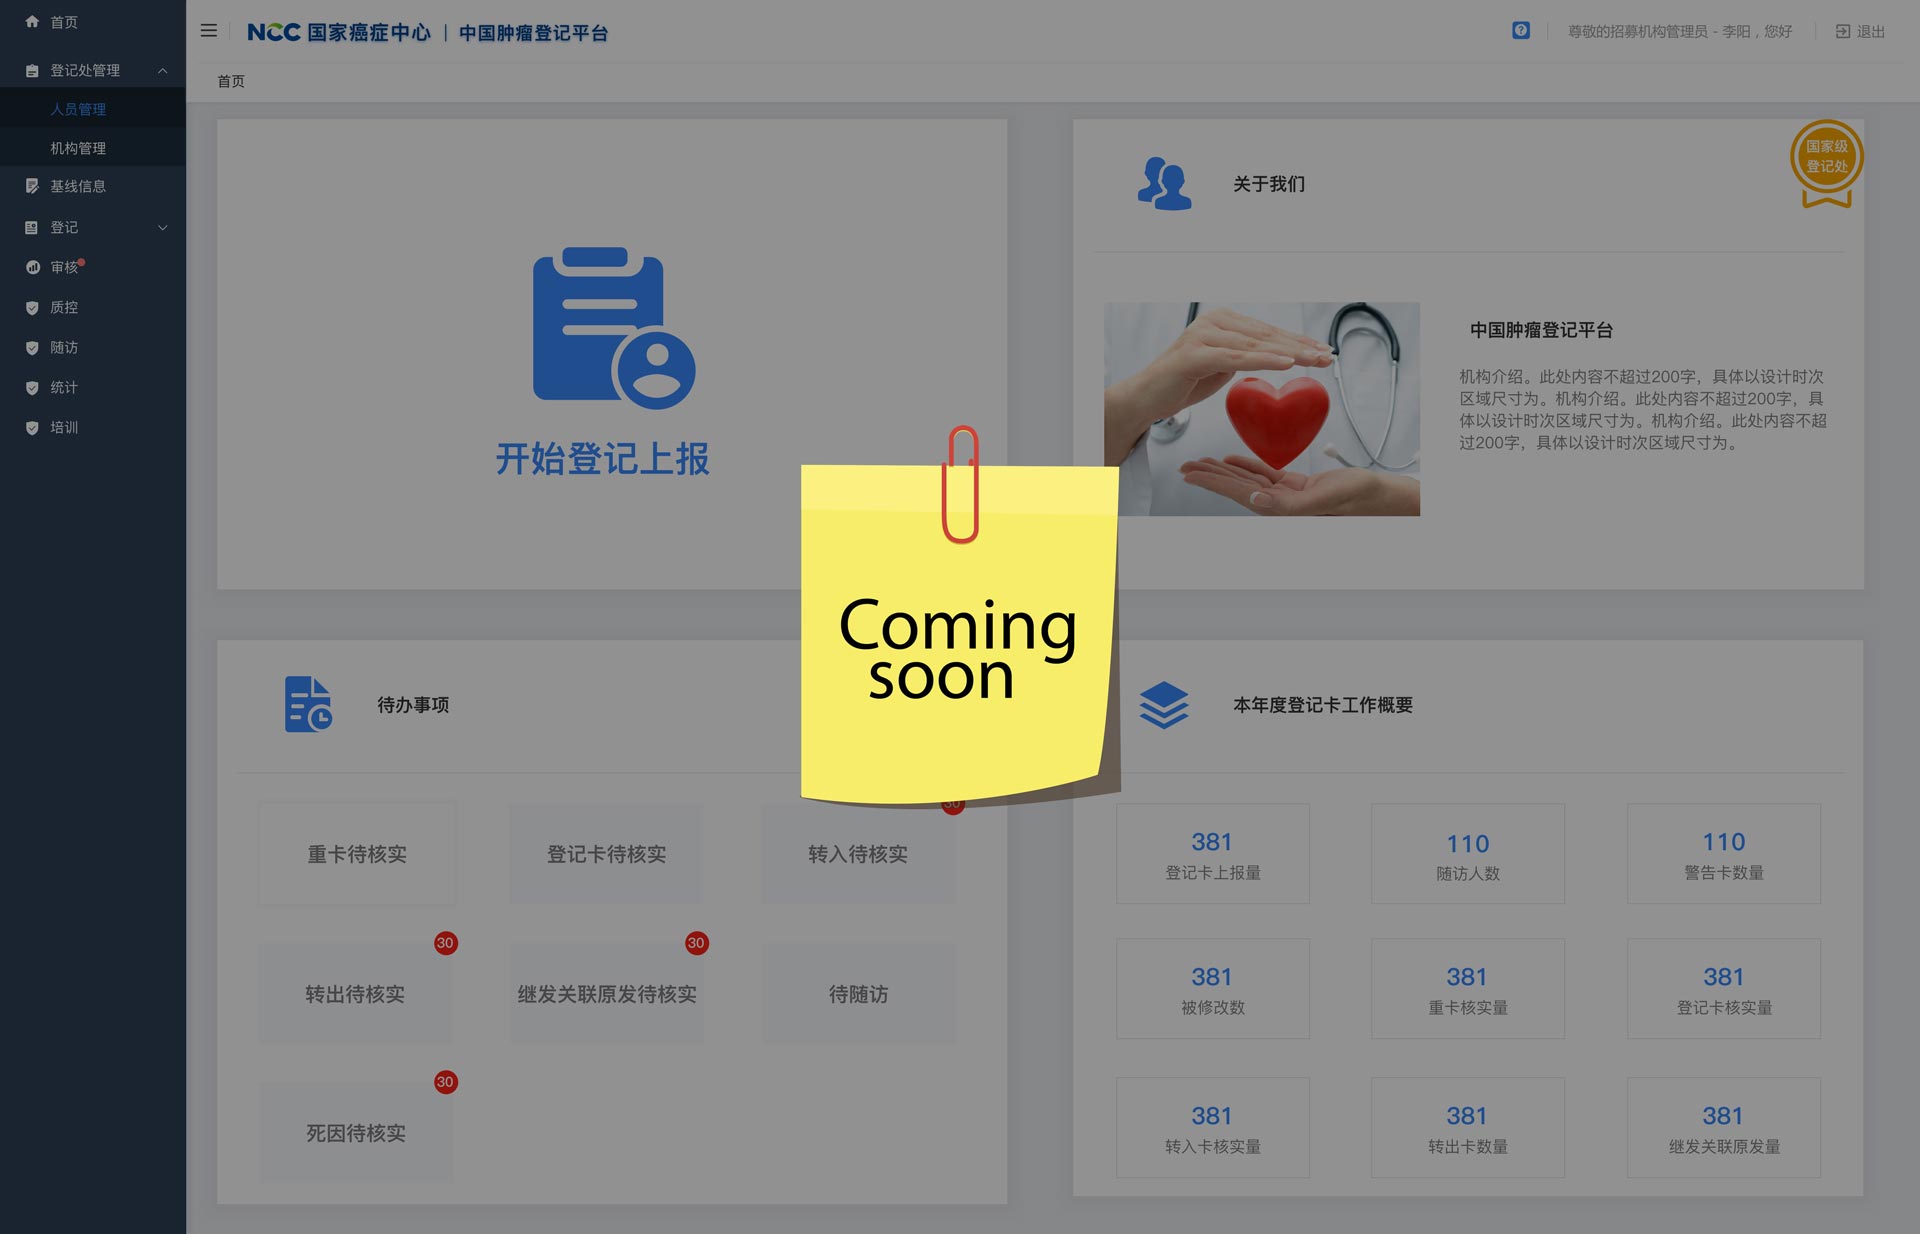 首页
登记处管理
人员管理
机构管理
基线信息
登记
审核
质控
随访
统计
培训
NCC 国家癌症中心 | 中国肿瘤登记平台
?
尊敬的招募机构管理员 - 李阳，您好
退出
首页
开始登记上报
关于我们
国家级
登记处
中国肿瘤登记平台
机构介绍。此处内容不超过200字，具体以设计时次
区域尺寸为。机构介绍。此处内容不超过200字，具
体以设计时次区域尺寸为。机构介绍。此处内容不超
过200字，具体以设计时次区域尺寸为。
Coming
soon
待办事项
30
重卡待核实
登记卡待核实
转入待核实
30
30
转出待核实
继发关联原发待核实
待随访
30
死因待核实
本年度登记卡工作概要
381
登记卡上报量
110
随访人数
110
警告卡数量
381
被修改数
381
重卡核实量
381
登记卡核实量
381
转入卡核实量
381
转出卡数量
381
继发关联原发量